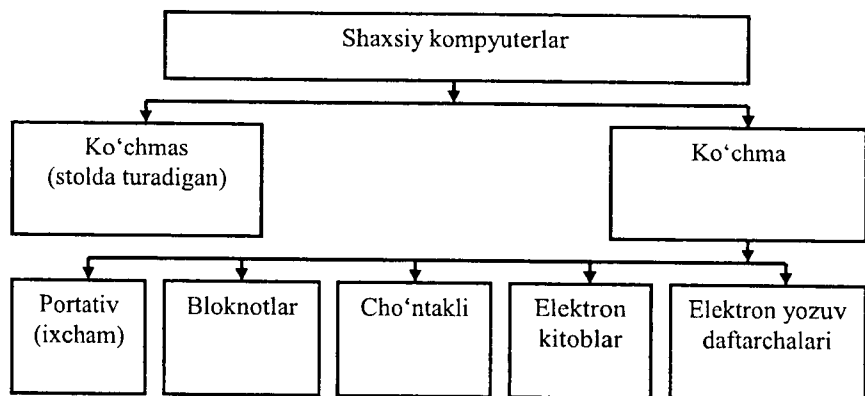 Shaxsiy kompyuterlar
Ko‘chmas
(stolda turadigan)
Ko‘chma
Portativ
(ixcham)
Bloknotlar
Cho‘ntakli
Elektron
kitoblar
Elektron yozuv
daftarchalari